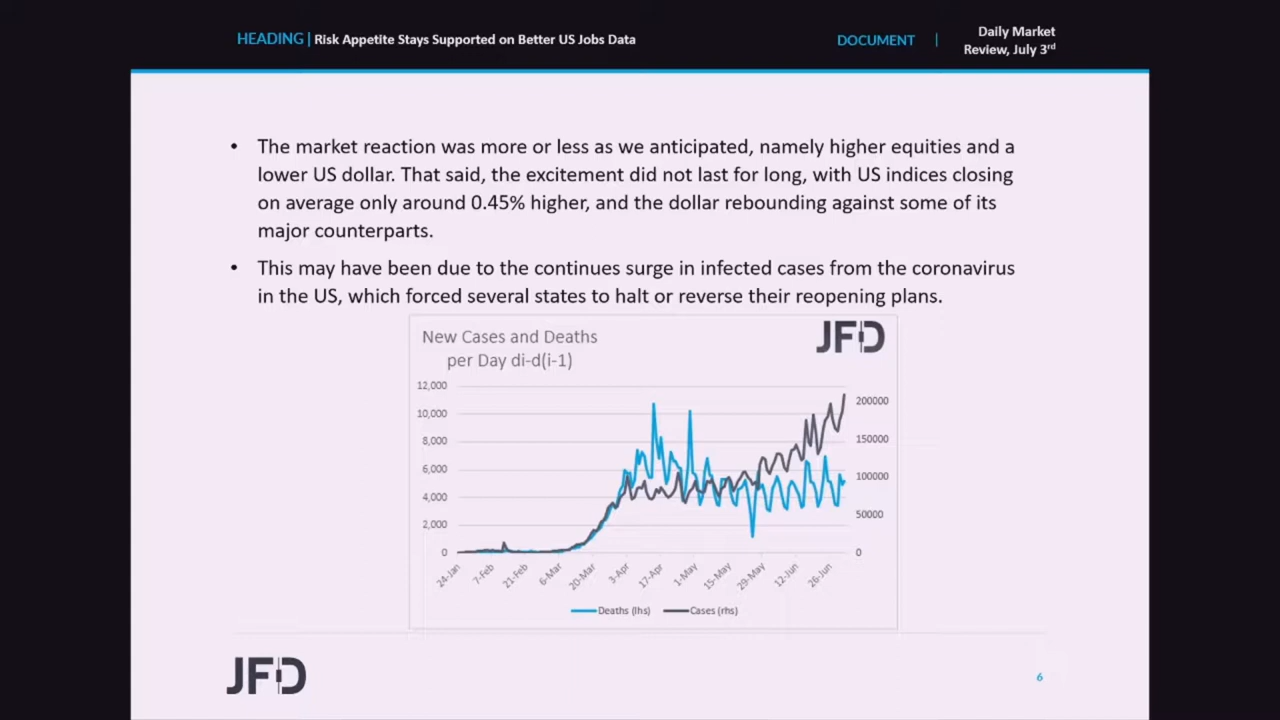 HEADING | Risk Appetite Stays Supported on Better US Jobs Data
DOCUMENT |
Daily Market
Review, July 3rd
• The market reaction was more or less as we anticipated, namely higher equities and a
lower US dollar. That said, the excitement did not last for long, with US indices closing
on average only around 0.45% higher, and the dollar rebounding against some of its
major counterparts.
• This may have been due to the continues surge in infected cases from the coronavirus
in the US, which forced several states to halt or reverse their reopening plans.
New Cases and Deaths
per Day di-d(i-1)
JFD
12,000
10,000
8,000
6,000
4,000
2,000
0
200000
150000
100000
50000
0
24-Jan
7-Feb
21-Feb
6-Mar
20-Mar
3-Apr
17-Apr
1-May
15-May
29-May
12-Jun
26-Jun
Deaths (lhs)
Cases (rhs)
JFD
6